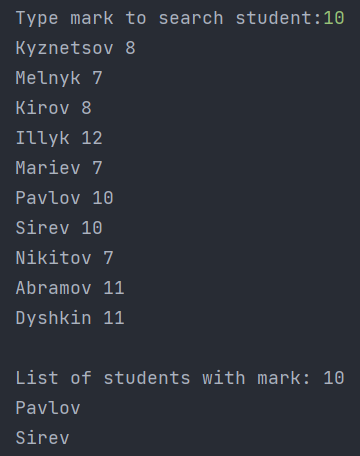 Type mark to search student:10
Kyznetsov 8
Melnyk 7
Kirov 8
Illyk 12
Mariev 7
Pavlov 10
Sirev 10
Nikitov 7
Abramov 11
Dyshkin 11

List of students with mark: 10
Pavlov
Sirev